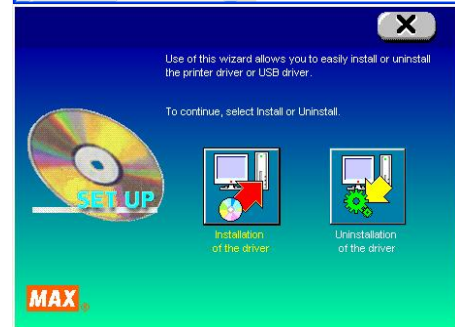 X
Use of this wizard allows you to easily install or uninstall
the printer driver or USB driver.
To continue, select Install or Uninstall.
SET UP
Installation
of the driver
Uninstallation
of the driver
MAX®